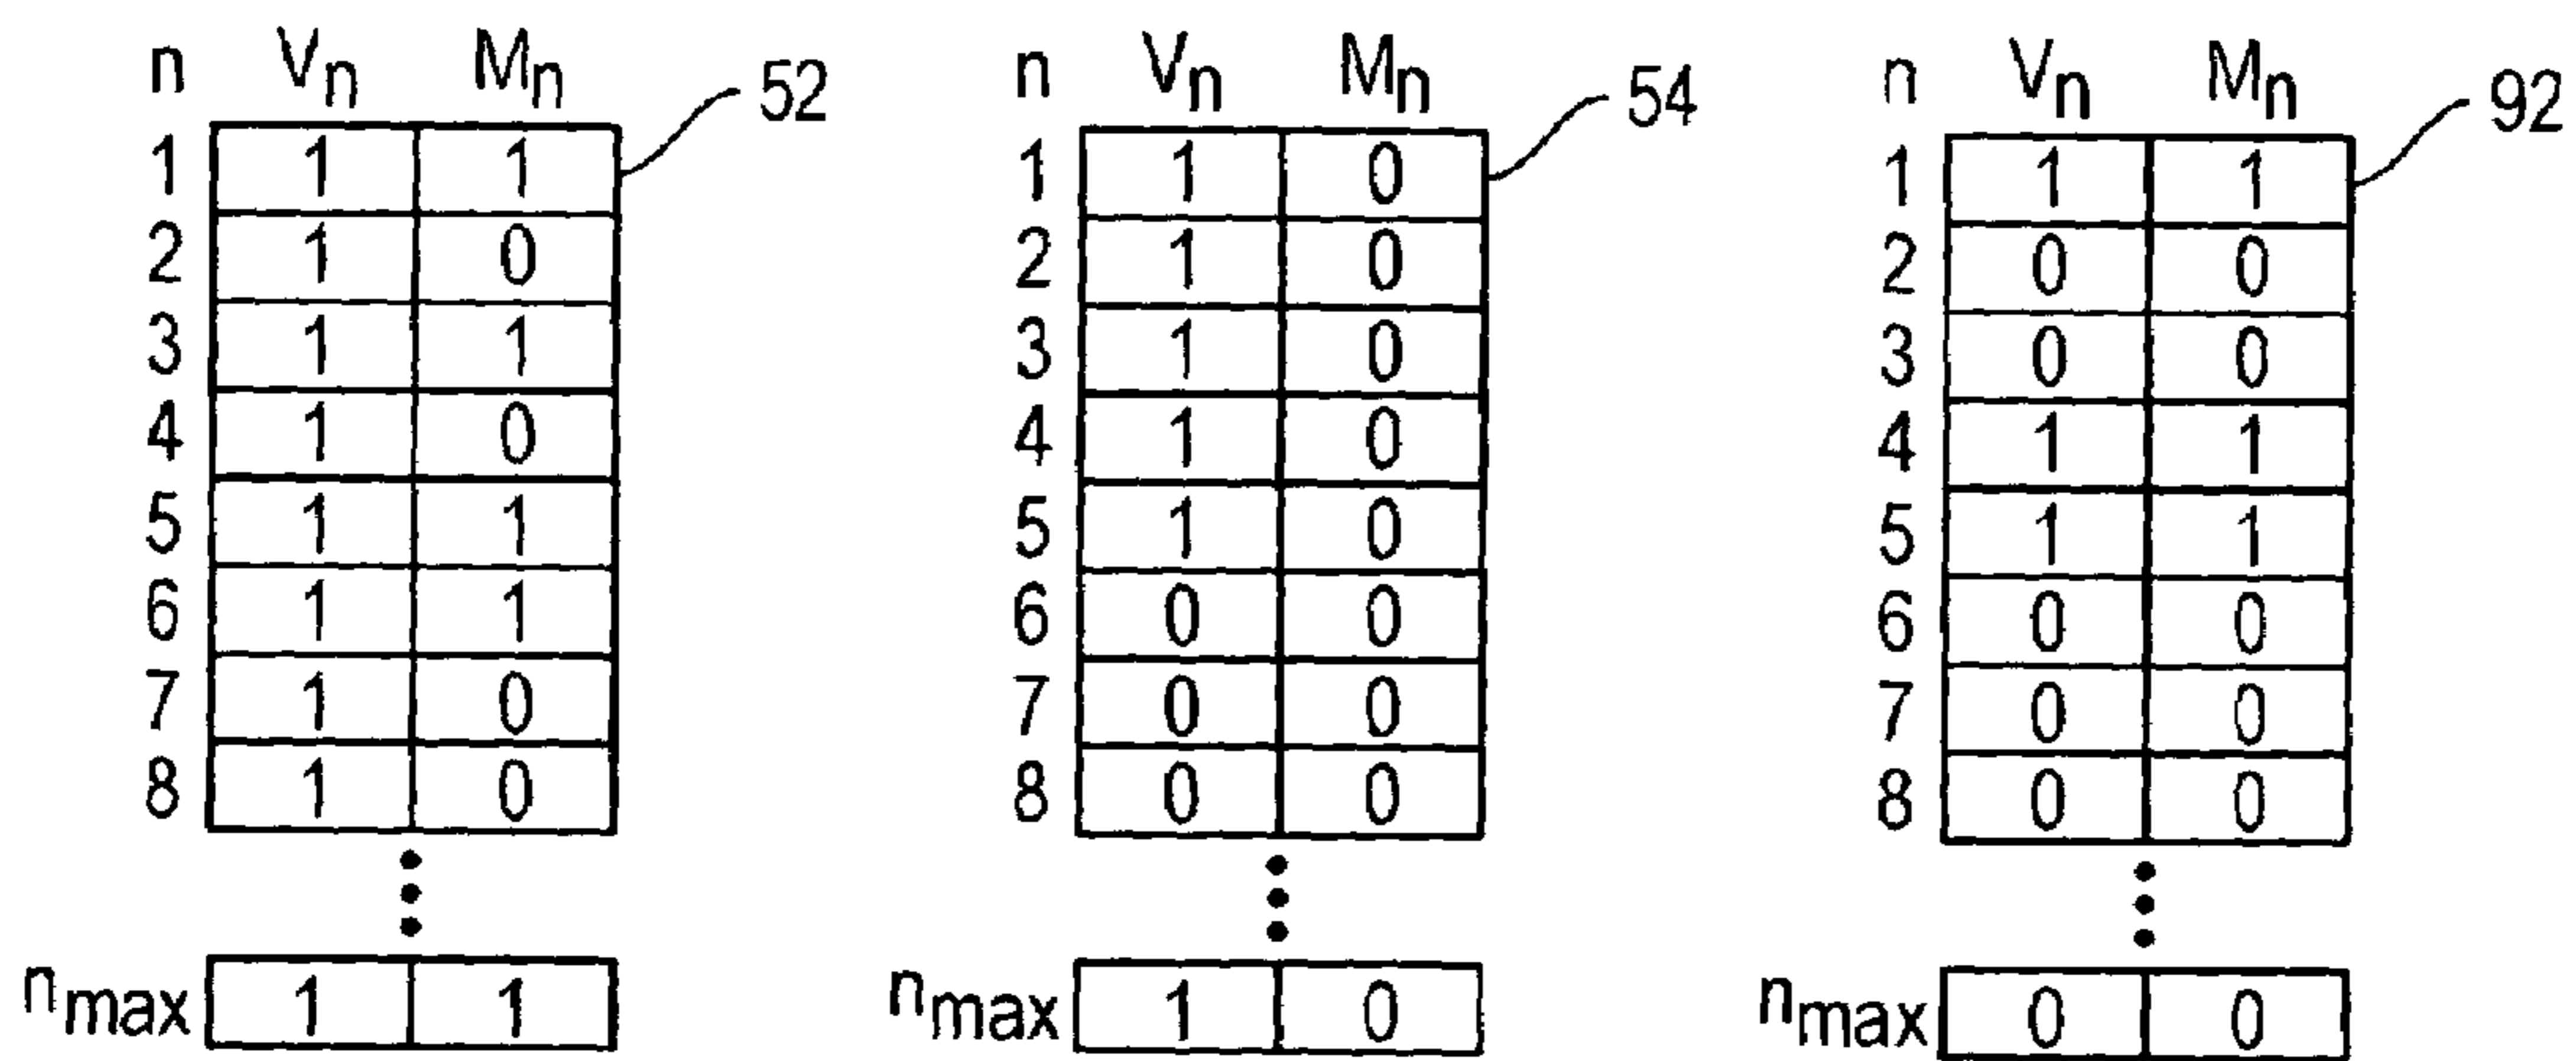 n Vn Mn 52
1 1 1
2 1 0
3 1 1
4 1 0
5 1 1
6 1 1
7 1 0
8 1 0
nmax 1 1
n Vn Mn 54
1 1 0
2 1 0
3 1 0
4 1 0
5 1 0
6 0 0
7 0 0
8 0 0
nmax 1 0
n Vn Mn 92
1 1 1
2 0 0
3 0 0
4 1 1
5 1 1
6 0 0
7 0 0
8 0 0
nmax 0 0